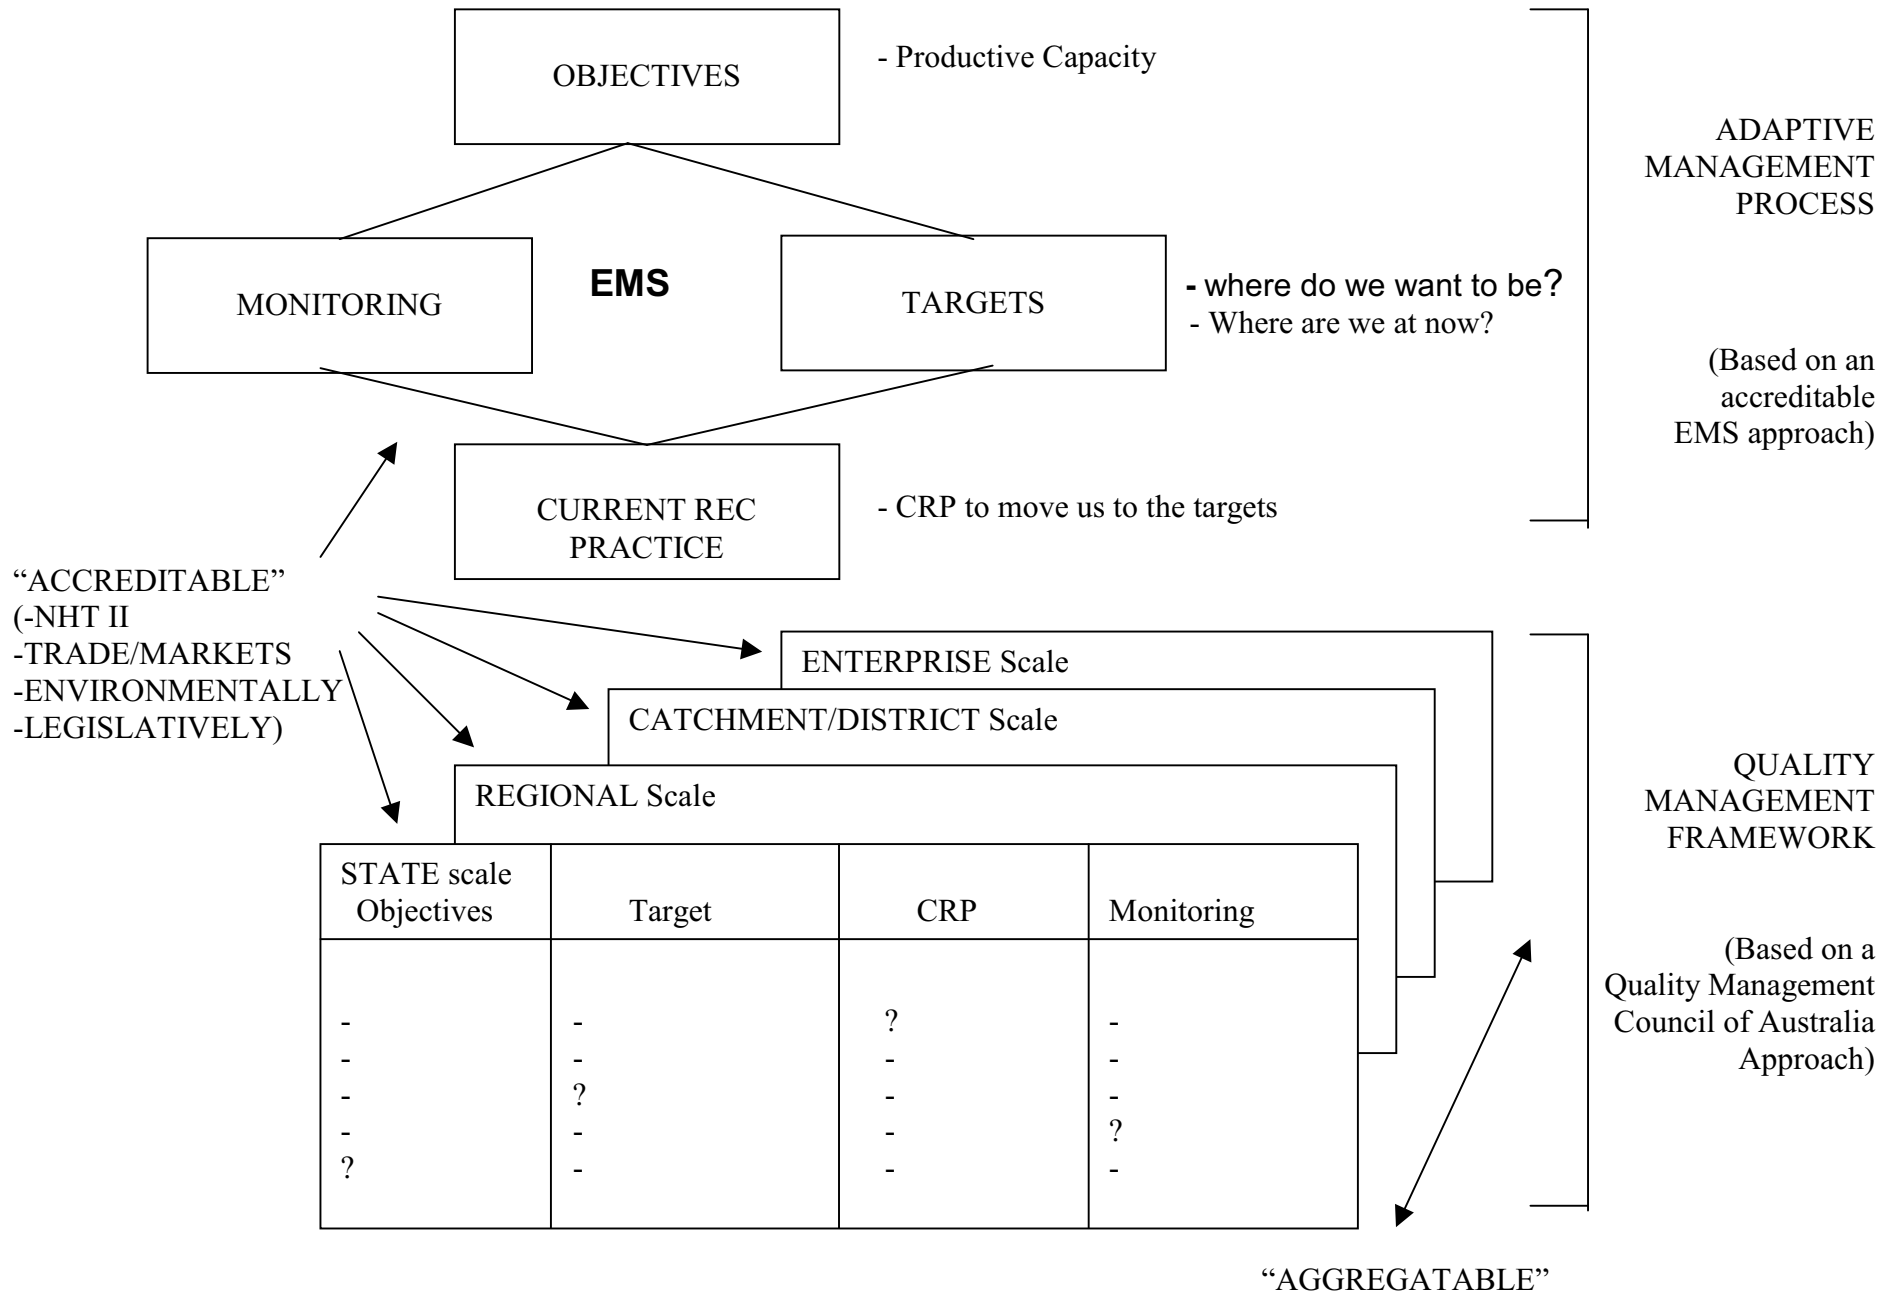 OBJECTIVES
- Productive Capacity
ADAPTIVE
MANAGEMENT
PROCESS
MONITORING
EMS
TARGETS
- where do we want to be?
- Where are we at now?
(Based on an
accreditable
EMS approach)
CURRENT REC
PRACTICE
- CRP to move us to the targets
“ACCREDITABLE”
(-NHT II
-TRADE/MARKETS
-ENVIRONMENTALLY
-LEGISLATIVELY)
ENTERPRISE Scale
CATCHMENT/DISTRICT Scale
REGIONAL Scale
QUALITY
MANAGEMENT
FRAMEWORK
(Based on a
Quality Management
Council of Australia
Approach)
STATE scale
Objectives Target CRP Monitoring
- - ? -
- - - -
- ? - -
- - - ?
? - - -
“AGGREGATABLE”